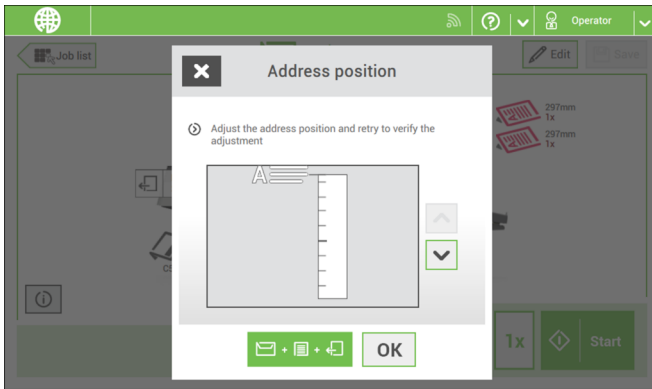 Operator
Job list
Edit
Save
Address position
297mm
1x
297mm
1x
Adjust the address position and retry to verify the
adjustment
A
OK
1x
Start